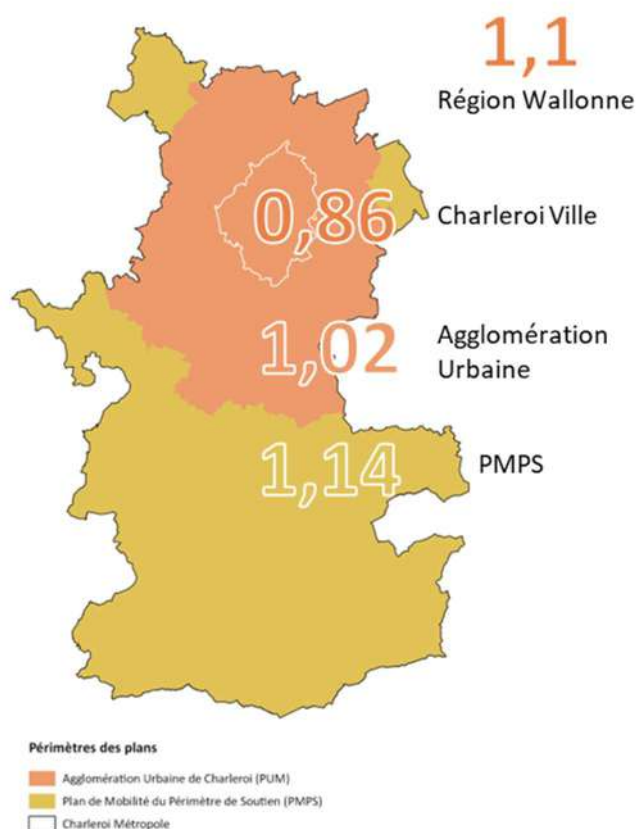 1,1
Région Wallonne
0,86
Charleroi Ville
1,02
Agglomération
Urbaine
1,14
PMPS
Périmètres des plans
Agglomération Urbaine de Charleroi (PUM)
Plan de Mobilité du Périmètre de Soutien (PMPS)
Charleroi Métropole